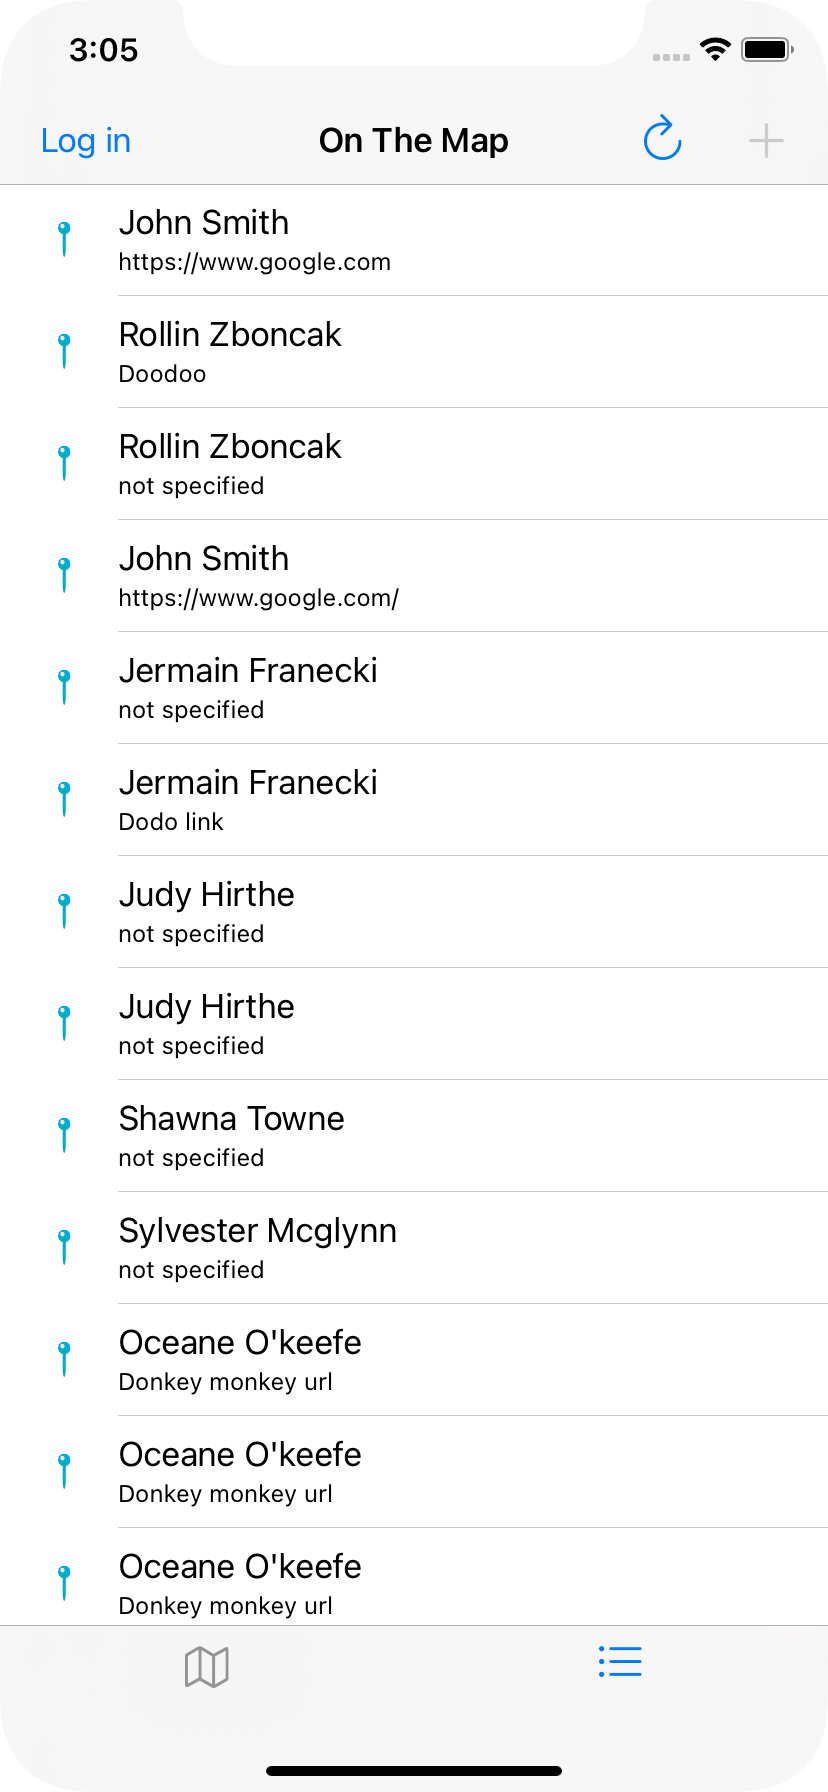 3:05
Log in On The Map
John Smith
https://www.google.com
Rollin Zboncak
Doodoo
Rollin Zboncak
not specified
John Smith
https://www.google.com/
Jermain Franecki
not specified
Jermain Franecki
Dodo link
Judy Hirthe
not specified
Judy Hirthe
not specified
Shawna Towne
not specified
Sylvester Mcglynn
not specified
Oceane O'keefe
Donkey monkey url
Oceane O'keefe
Donkey monkey url
Oceane O'keefe
Donkey monkey url